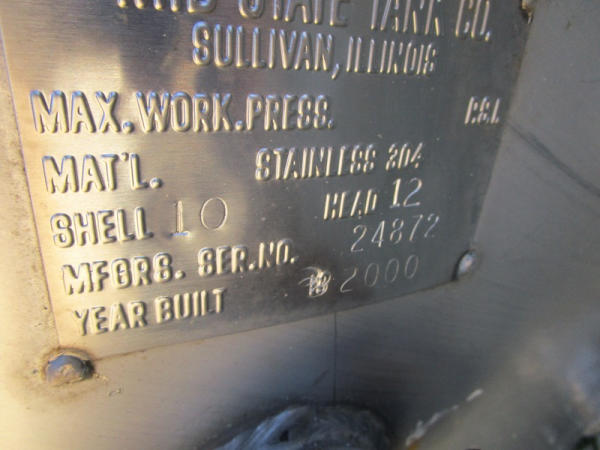 STATE TANK CO.
SULLIVAN, ILLINOIS
MAX. WORK. PRESS. P.S.I.
MAT'L. STAINLESS 304
SHELL 10 HEAD 12
MFGRS. SER. NO. 24872
YEAR BUILT 2000